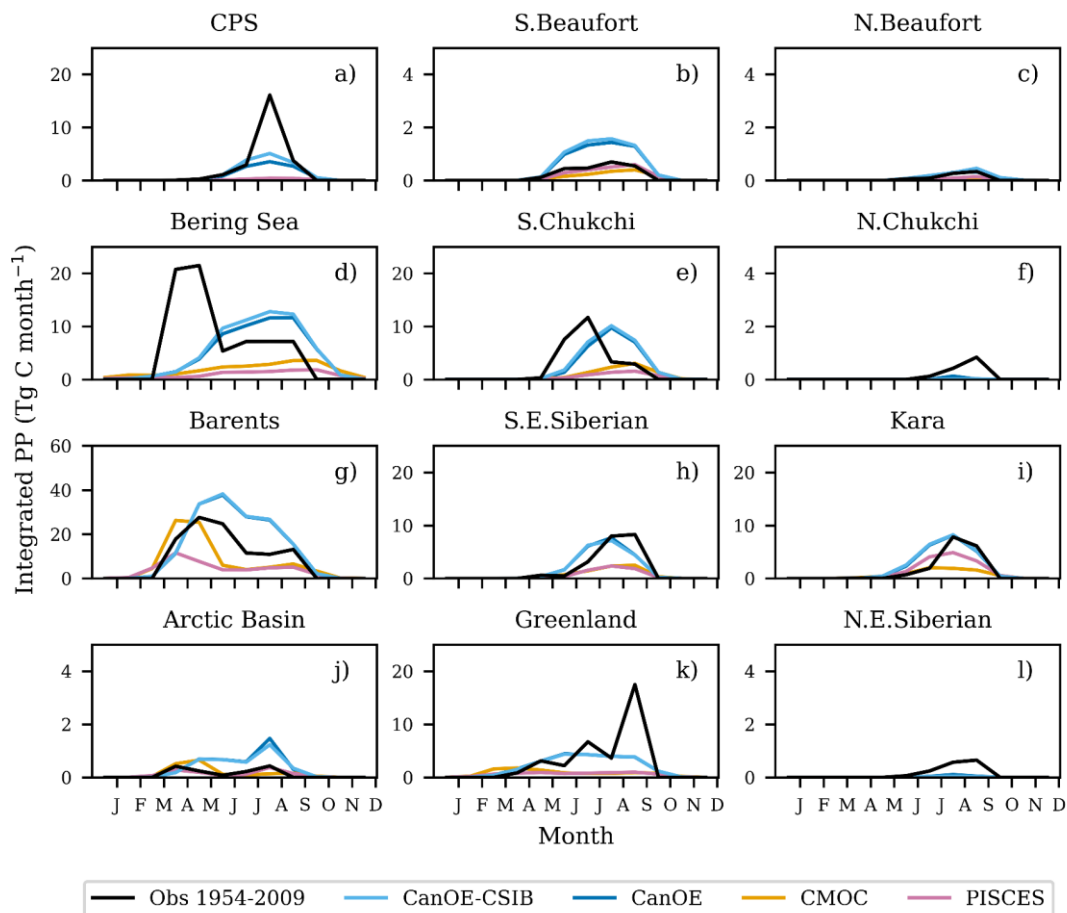 CPS S.Beaufort N.Beaufort
a) b) c)
20 10 0
4 2 0
4 2 0
Bering Sea S.Chukchi N.Chukchi
d) e) f)
20 10 0
20 10 0
4 2 0
Integrated PP (Tg C month⁻¹)
Barents S.E.Siberian Kara
g) h) i)
60 40 20 0
20 10 0
20 10 0
Arctic Basin Greenland N.E.Siberian
j) k) l)
4 2 0
20 10 0
4 2 0
J F M A M J J A S O N D
J F M A M J J A S O N D
J F M A M J J A S O N D
Month
Obs 1954-2009 CanOE-CSIB CanOE CMOC PISCES